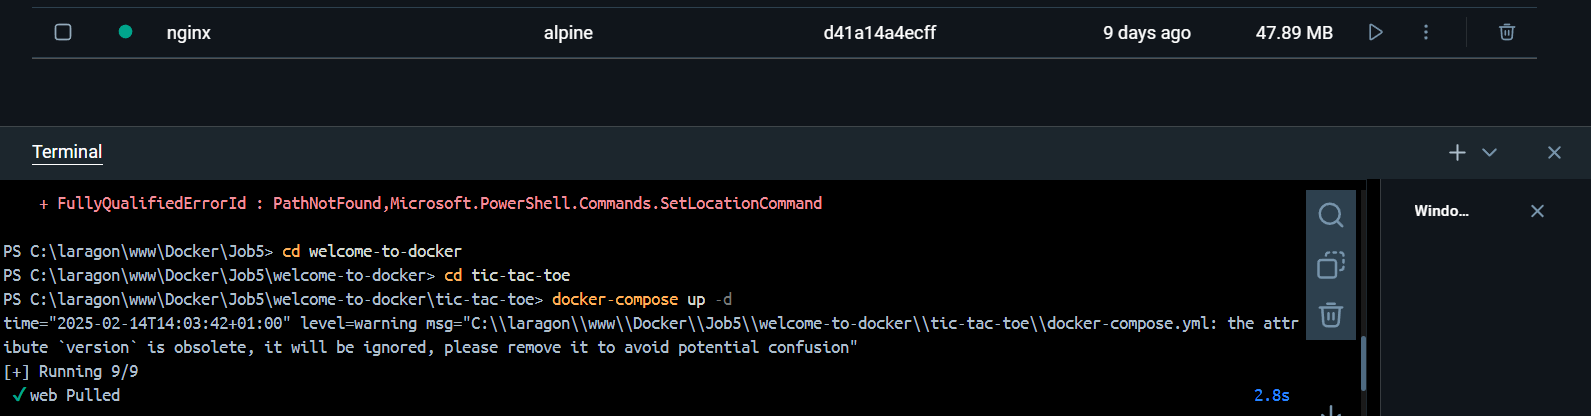 nginx alpine d41a14a4ecff 9 days ago 47.89 MB
Terminal
+ FullyQualifiedErrorId : PathNotFound,Microsoft.PowerShell.Commands.SetLocationCommand
Windo...
PS C:\laragon\www\Docker\Job5> cd welcome-to-docker
PS C:\laragon\www\Docker\Job5\welcome-to-docker> cd tic-tac-toe
PS C:\laragon\www\Docker\Job5\welcome-to-docker\tic-tac-toe> docker-compose up -d
time="2025-02-14T14:03:42+01:00" level=warning msg="C:\\laragon\\www\\Docker\\Job5\\welcome-to-docker\\tic-tac-toe\\docker-compose.yml: the attr
ibute `version` is obsolete, it will be ignored, please remove it to avoid potential confusion"
[+] Running 9/9
✓ web Pulled 2.8s